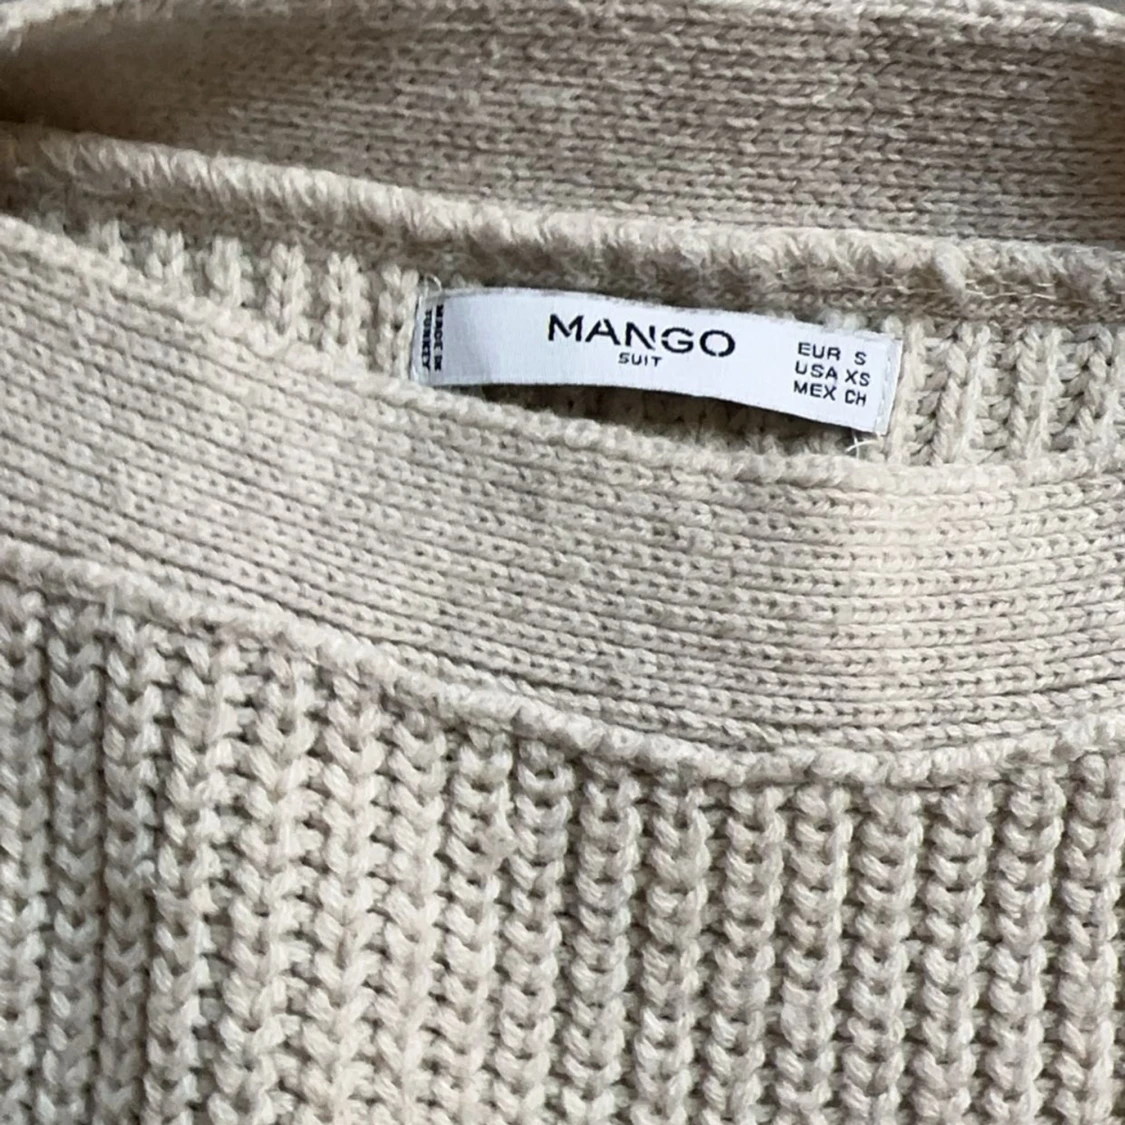 MANGO
SUIT
EUR S
USA XS
MEX CH
MADE IN
TURKEY